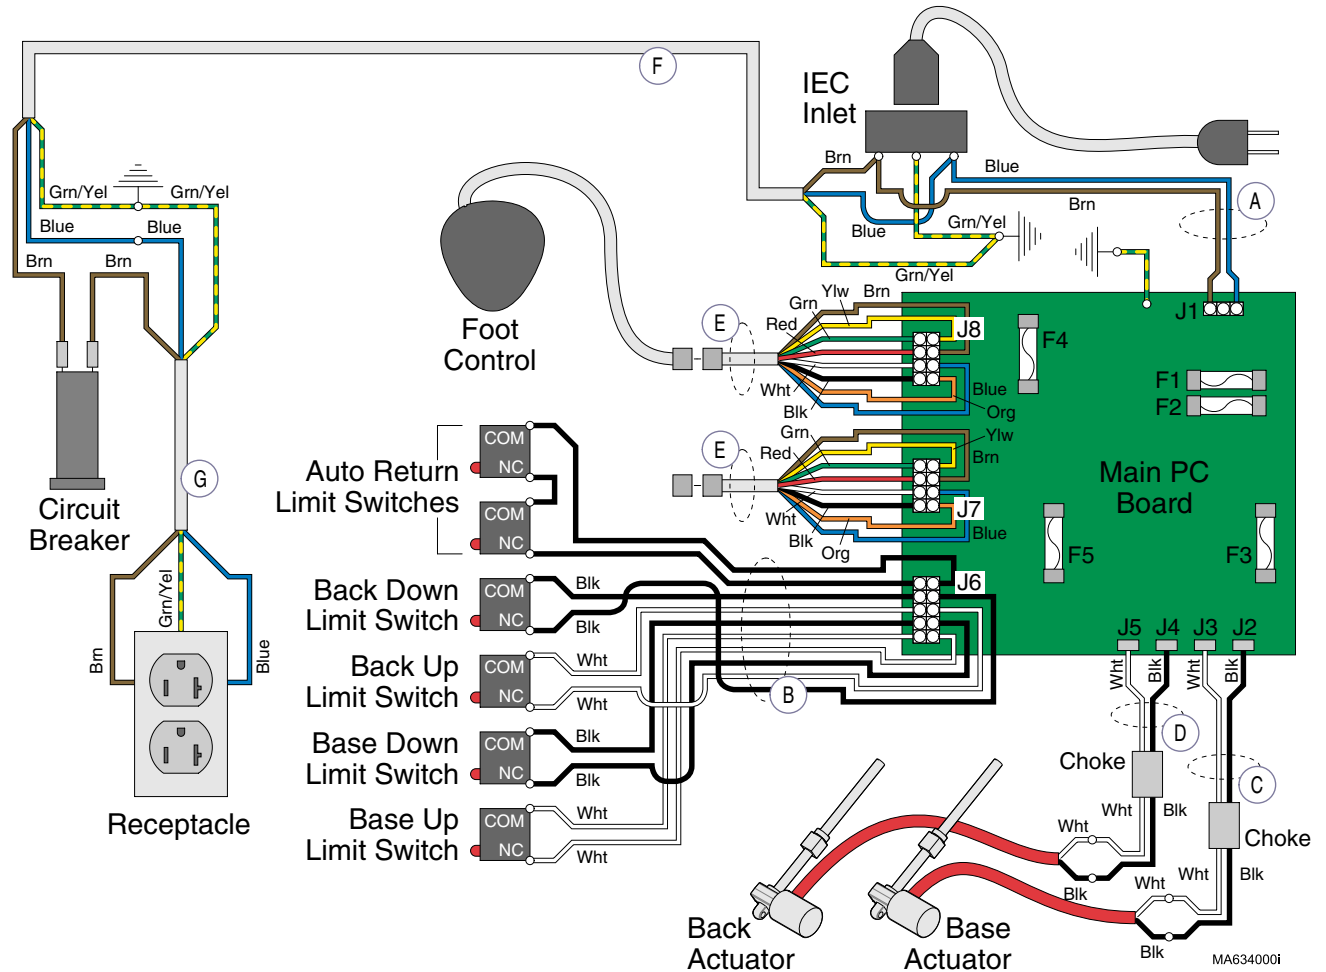 F
IEC
Inlet
Brn
Blue
A
Grn/Yel
Grn/Yel
Brn
Blue
Blue
Blue
Grn/Yel
Brn
Brn
Grn/Yel
J1
Ylw
Brn
Grn
E
Red
J8
F4
Foot
Control
F1
Wht
Blue
F2
Blk
Org
Grn
Ylw
COM
E
Red
Brn
Auto Return
Limit Switches
NC
Main PC
Board
G
COM
Wht
J7
Circuit
Breaker
NC
Blk
Org
Blue
F5
F3
Back Down
Limit Switch
COM
NC
Blk
Blk
J6
Grn/Yel
J5
J4
J3
J2
Brn
Blue
Back Up
Limit Switch
COM
NC
Wht
Wht
B
Wht
Blk
Wht
Blk
Base Down
Limit Switch
COM
NC
Blk
Blk
D
Choke
C
Receptacle
Base Up
Limit Switch
COM
NC
Wht
Wht
Wht
Blk
Wht
Choke
Blk
Wht
Wht
Blk
Back
Actuator
Base
Actuator
Blk
MA634000i